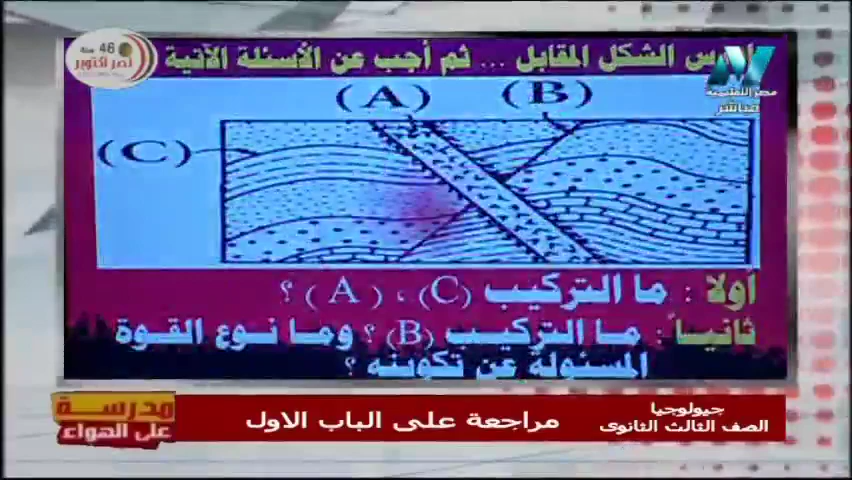 46 سنة
نصر اكتوبر
ادرس الشكل المقابل ... ثم أجب عن الأسئلة الآتية
مصر التعليمية
مباشر
(A)
(B)
(C)
أولا : ما التركيب (C) ، (A) ؟
ثانياً : ما التركيب (B) ؟ وما نوع القوة
المسئولة عن تكوينه ؟
مدرسة
على الهواء
مراجعة على الباب الاول
جيولوجيا
الصف الثالث الثانوى